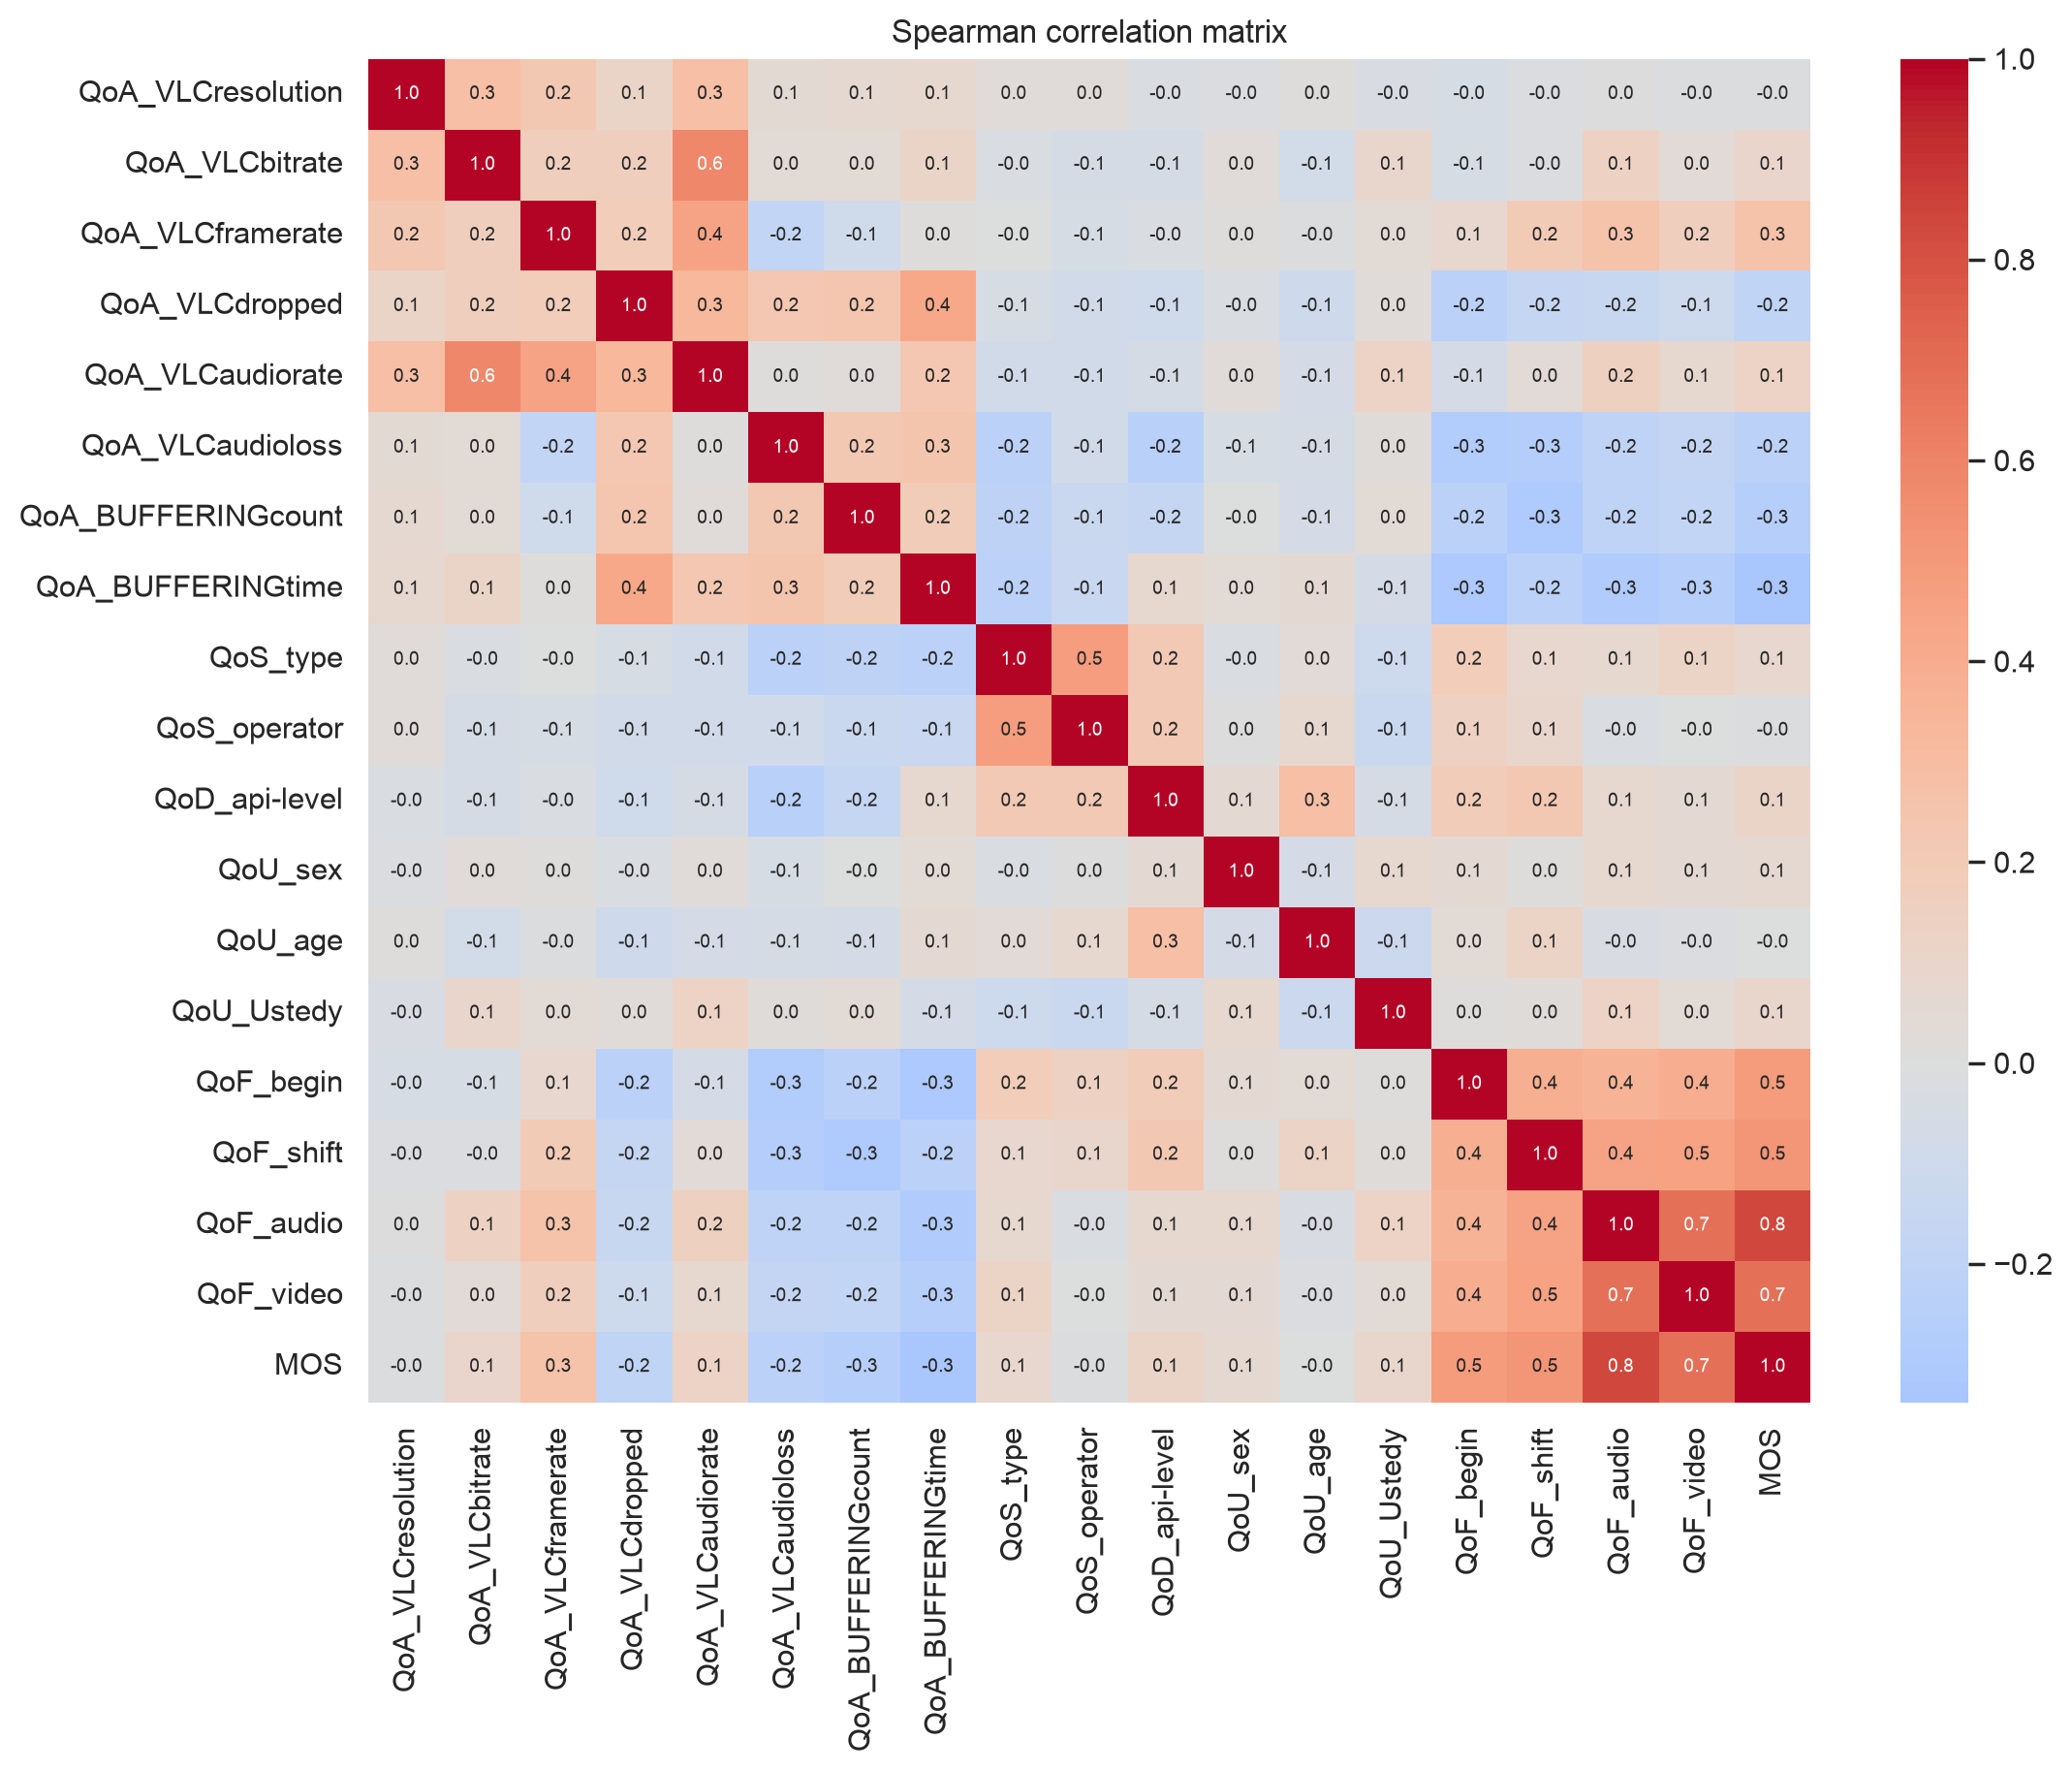 Spearman correlation matrix
QoA_VLCresolution 1.0 0.3 0.2 0.1 0.3 0.1 0.1 0.1 0.0 0.0 -0.0 -0.0 0.0 -0.0 -0.0 -0.0 0.0 -0.0 -0.0
QoA_VLCbitrate 0.3 1.0 0.2 0.2 0.6 0.0 0.0 0.1 -0.0 -0.1 -0.1 0.0 -0.1 0.1 -0.1 -0.0 0.1 0.0 0.1
QoA_VLCframerate 0.2 0.2 1.0 0.2 0.4 -0.2 -0.1 0.0 -0.0 -0.1 -0.0 0.0 -0.0 0.0 0.1 0.2 0.3 0.2 0.3
QoA_VLCdropped 0.1 0.2 0.2 1.0 0.3 0.2 0.2 0.4 -0.1 -0.1 -0.1 -0.0 -0.1 0.0 -0.2 -0.2 -0.2 -0.1 -0.2
QoA_VLCaudiorate 0.3 0.6 0.4 0.3 1.0 0.0 0.0 0.2 -0.1 -0.1 -0.1 0.0 -0.1 0.1 -0.1 0.0 0.2 0.1 0.1
QoA_VLCaudioloss 0.1 0.0 -0.2 0.2 0.0 1.0 0.2 0.3 -0.2 -0.1 -0.2 -0.1 -0.1 0.0 -0.3 -0.3 -0.2 -0.2 -0.2
QoA_BUFFERINGcount 0.1 0.0 -0.1 0.2 0.0 0.2 1.0 0.2 -0.2 -0.1 -0.2 -0.0 -0.1 0.0 -0.2 -0.3 -0.2 -0.2 -0.3
QoA_BUFFERINGtime 0.1 0.1 0.0 0.4 0.2 0.3 0.2 1.0 -0.2 -0.1 0.1 0.0 0.1 -0.1 -0.3 -0.2 -0.3 -0.3 -0.3
QoS_type 0.0 -0.0 -0.0 -0.1 -0.1 -0.2 -0.2 -0.2 1.0 0.5 0.2 -0.0 0.0 -0.1 0.2 0.1 0.1 0.1 0.1
QoS_operator 0.0 -0.1 -0.1 -0.1 -0.1 -0.1 -0.1 -0.1 0.5 1.0 0.2 0.0 0.1 -0.1 0.1 0.1 -0.0 -0.0 -0.0
QoD_api-level -0.0 -0.1 -0.0 -0.1 -0.1 -0.2 -0.2 0.1 0.2 0.2 1.0 0.1 0.3 -0.1 0.2 0.2 0.1 0.1 0.1
QoU_sex -0.0 0.0 0.0 -0.0 0.0 -0.1 -0.0 0.0 -0.0 0.0 0.1 1.0 -0.1 0.1 0.1 0.0 0.1 0.1 0.1
QoU_age 0.0 -0.1 -0.0 -0.1 -0.1 -0.1 -0.1 0.1 0.0 0.1 0.3 -0.1 1.0 -0.1 0.0 0.1 -0.0 -0.0 -0.0
QoU_Ustedy -0.0 0.1 0.0 0.0 0.1 0.0 0.0 -0.1 -0.1 -0.1 -0.1 0.1 -0.1 1.0 0.0 0.0 0.1 0.0 0.1
QoF_begin -0.0 -0.1 0.1 -0.2 -0.1 -0.3 -0.2 -0.3 0.2 0.1 0.2 0.1 0.0 0.0 1.0 0.4 0.4 0.4 0.5
QoF_shift -0.0 -0.0 0.2 -0.2 0.0 -0.3 -0.3 -0.2 0.1 0.1 0.2 0.0 0.1 0.0 0.4 1.0 0.4 0.5 0.5
QoF_audio 0.0 0.1 0.3 -0.2 0.2 -0.2 -0.2 -0.3 0.1 -0.0 0.1 0.1 -0.0 0.1 0.4 0.4 1.0 0.7 0.8
QoF_video -0.0 0.0 0.2 -0.1 0.1 -0.2 -0.2 -0.3 0.1 -0.0 0.1 0.1 -0.0 0.0 0.4 0.5 0.7 1.0 0.7
MOS -0.0 0.1 0.3 -0.2 0.1 -0.2 -0.3 -0.3 0.1 -0.0 0.1 0.1 -0.0 0.1 0.5 0.5 0.8 0.7 1.0
QoA_VLCresolution
QoA_VLCbitrate
QoA_VLCframerate
QoA_VLCdropped
QoA_VLCaudiorate
QoA_VLCaudioloss
QoA_BUFFERINGcount
QoA_BUFFERINGtime
QoS_type
QoS_operator
QoD_api-level
QoU_sex
QoU_age
QoU_Ustedy
QoF_begin
QoF_shift
QoF_audio
QoF_video
MOS
1.0
0.8
0.6
0.4
0.2
0.0
−0.2